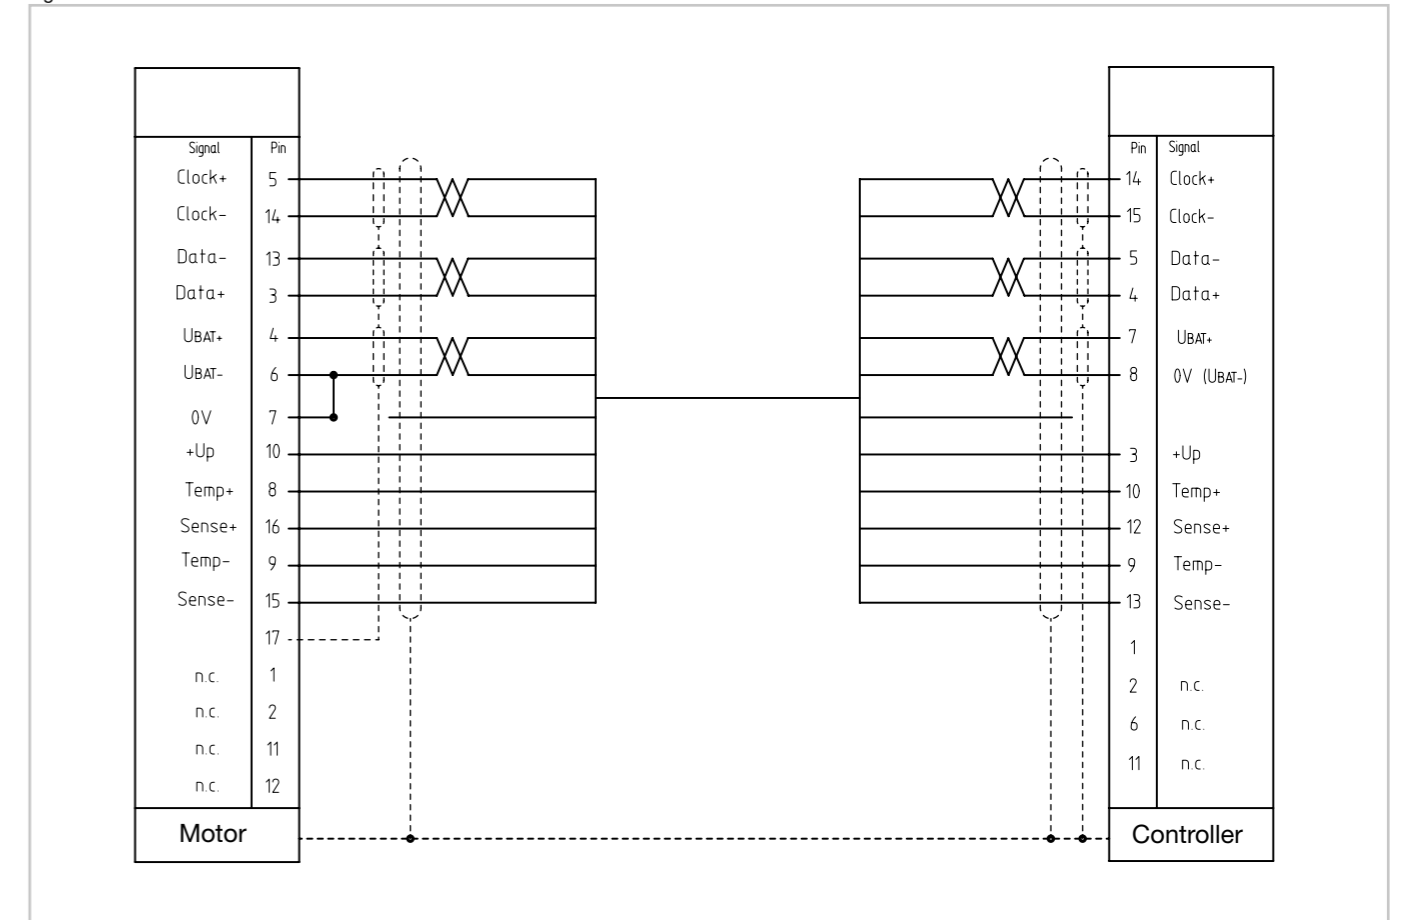 Signal Pin
Clock+ 5
Clock- 14
Data- 13
Data+ 3
UBAT+ 4
UBAT- 6
0V 7
+Up 10
Temp+ 8
Sense+ 16
Temp- 9
Sense- 15
17
n.c. 1
n.c. 2
n.c. 11
n.c. 12
Motor
Pin Signal
14 Clock+
15 Clock-
5 Data-
4 Data+
7 UBAT+
8 0V (UBAT-)
3 +Up
10 Temp+
12 Sense+
9 Temp-
13 Sense-
1
2 n.c.
6 n.c.
11 n.c.
Controller